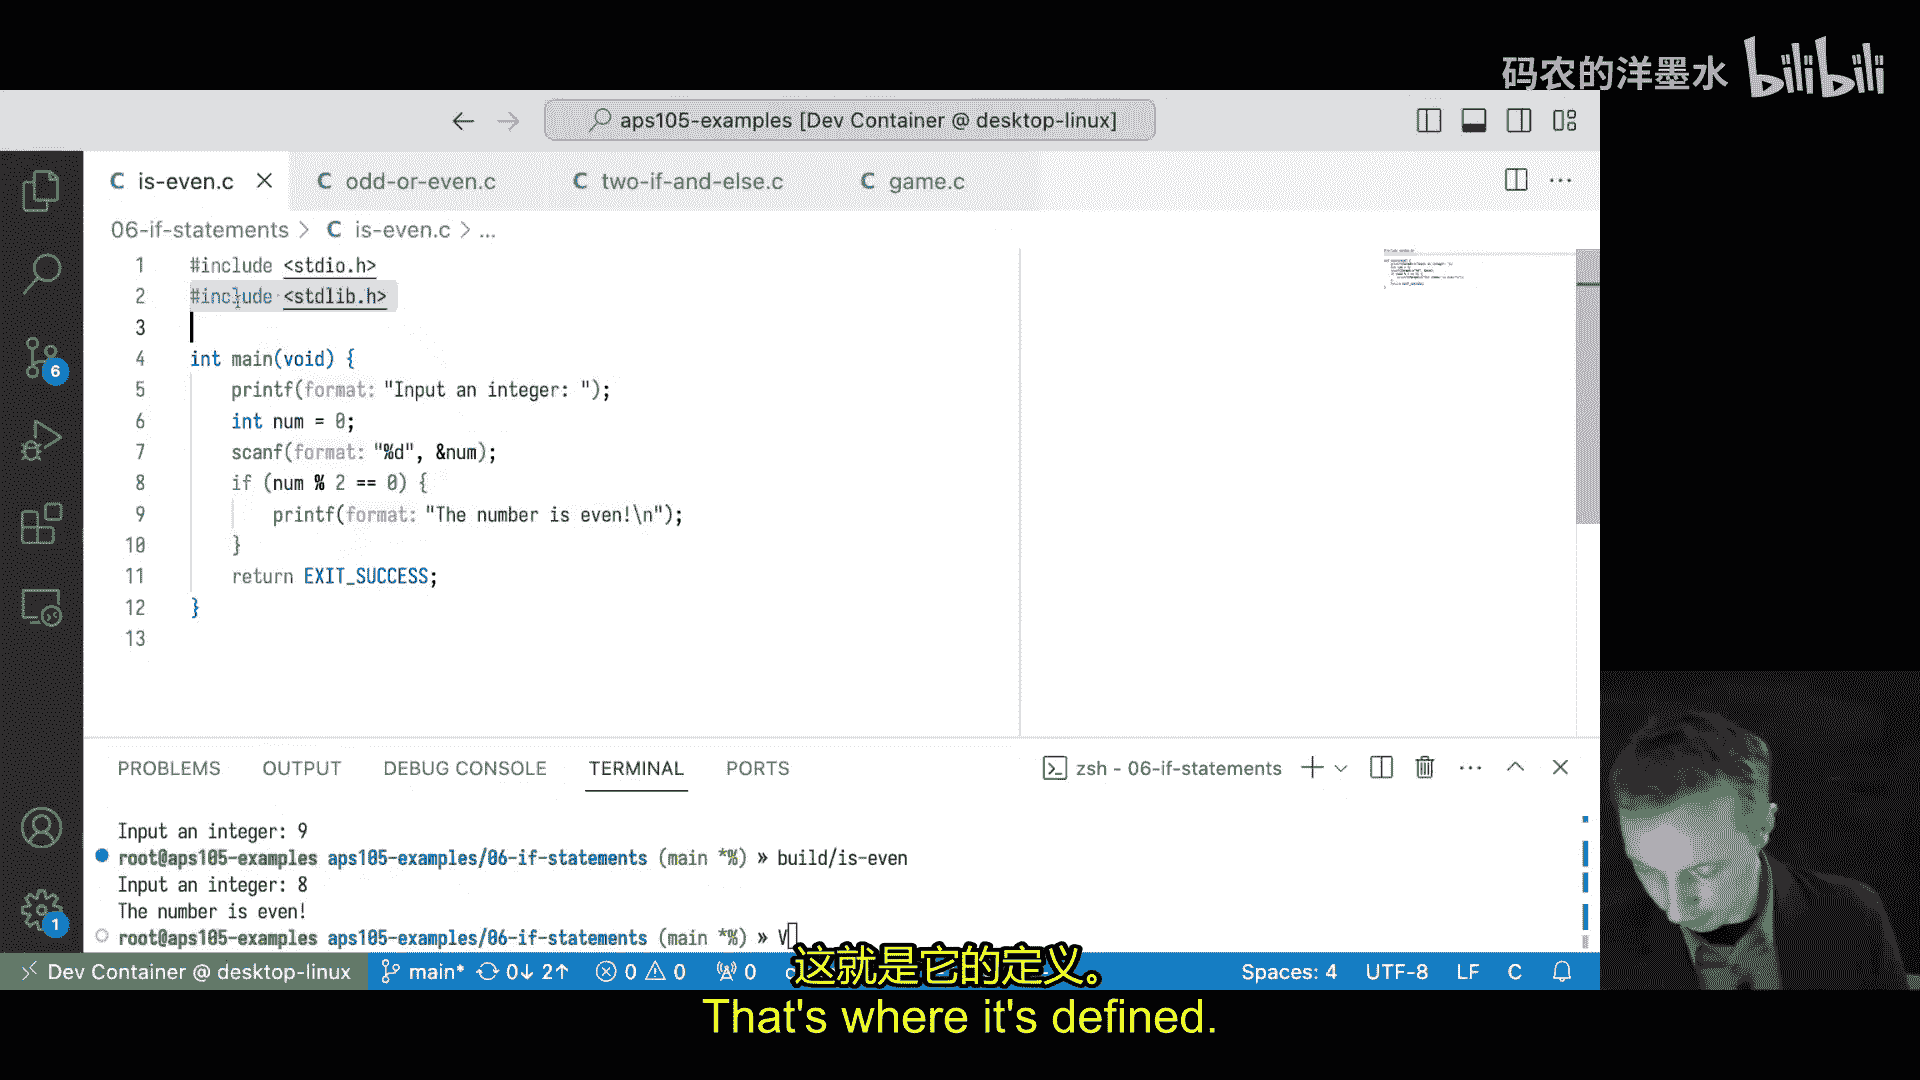 码农的洋墨水 bilibili
aps105-examples [Dev Container @ desktop-linux]
C is-even.c C odd-or-even.c C two-if-and-else.c C game.c
06-if-statements > C is-even.c > ...
1 #include <stdio.h>
2 #include <stdlib.h>
3
4 int main(void) {
5 printf(format: "Input an integer: ");
6 int num = 0;
7 scanf(format: "%d", &num);
8 if (num % 2 == 0) {
9 printf(format: "The number is even!\n");
10 }
11 return EXIT_SUCCESS;
12 }
13
PROBLEMS OUTPUT DEBUG CONSOLE TERMINAL PORTS zsh - 06-if-statements
Input an integer: 9
root@aps105-examples aps105-examples/06-if-statements (main *%) » build/is-even
Input an integer: 8
The number is even!
root@aps105-examples aps105-examples/06-if-statements (main *%) » V
Dev Container @ desktop-linux main* 0↓ 2↑ 0 0 0 Spaces: 4 UTF-8 LF C
6
1
这就是它的定义。
That's where it's defined.